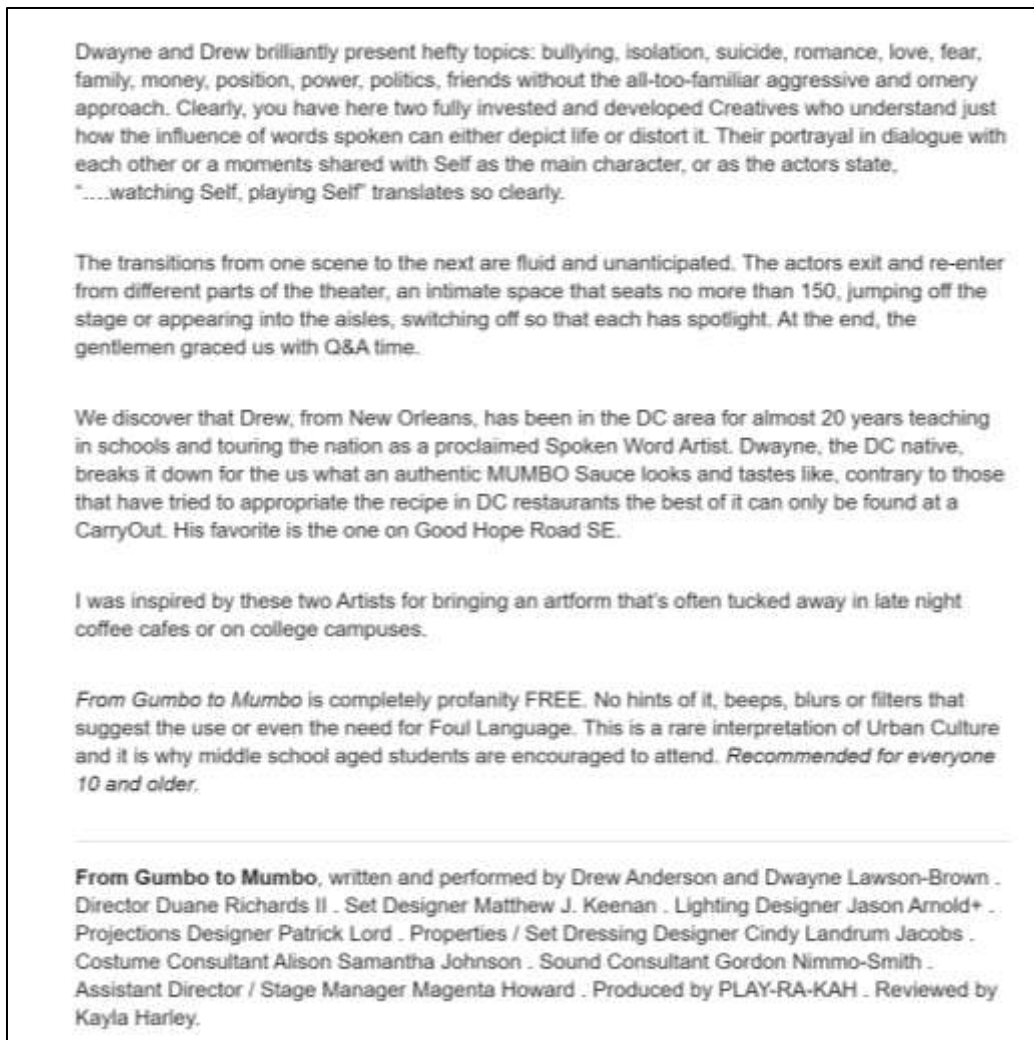 Dwayne and Drew brilliantly present hefty topics: bullying, isolation, suicide, romance, love, fear,
family, money, position, power, politics, friends without the all-too-familiar aggressive and ornery
approach. Clearly, you have here two fully invested and developed Creatives who understand just
how the influence of words spoken can either depict life or distort it. Their portrayal in dialogue with
each other or a moments shared with Self as the main character, or as the actors state,
“….watching Self, playing Self” translates so clearly.
The transitions from one scene to the next are fluid and unanticipated. The actors exit and re-enter
from different parts of the theater, an intimate space that seats no more than 150, jumping off the
stage or appearing into the aisles, switching off so that each has spotlight. At the end, the
gentlemen graced us with Q&A time.
We discover that Drew, from New Orleans, has been in the DC area for almost 20 years teaching
in schools and touring the nation as a proclaimed Spoken Word Artist. Dwayne, the DC native,
breaks it down for the us what an authentic MUMBO Sauce looks and tastes like, contrary to those
that have tried to appropriate the recipe in DC restaurants the best of it can only be found at a
CarryOut. His favorite is the one on Good Hope Road SE.
I was inspired by these two Artists for bringing an artform that’s often tucked away in late night
coffee cafes or on college campuses.
From Gumbo to Mumbo is completely profanity FREE. No hints of it, beeps, blurs or filters that
suggest the use or even the need for Foul Language. This is a rare interpretation of Urban Culture
and it is why middle school aged students are encouraged to attend. Recommended for everyone
10 and older.
From Gumbo to Mumbo, written and performed by Drew Anderson and Dwayne Lawson-Brown .
Director Duane Richards II . Set Designer Matthew J. Keenan . Lighting Designer Jason Arnold+ .
Projections Designer Patrick Lord . Properties / Set Dressing Designer Cindy Landrum Jacobs .
Costume Consultant Alison Samantha Johnson . Sound Consultant Gordon Nimmo-Smith .
Assistant Director / Stage Manager Magenta Howard . Produced by PLAY-RA-KAH . Reviewed by
Kayla Harley.